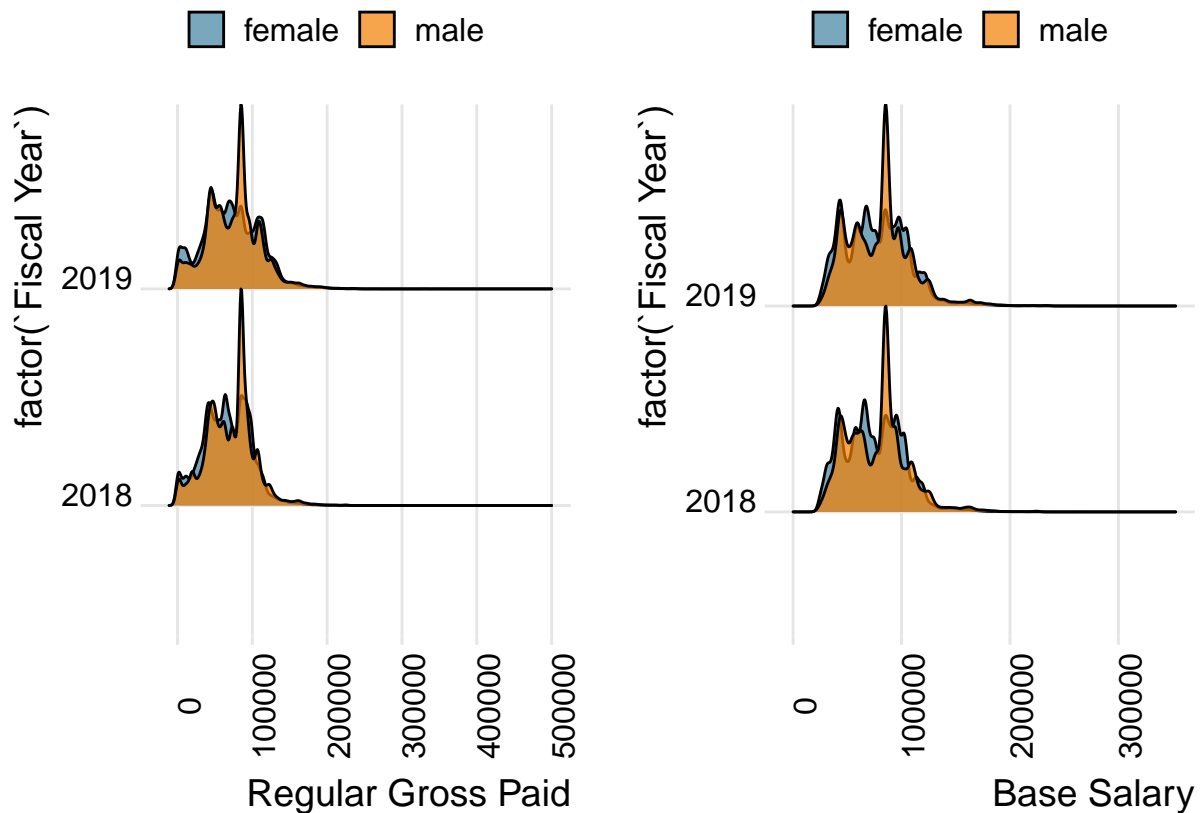 female male
factor(`Fiscal Year`)
2019
2018
0
100000
200000
300000
400000
500000
Regular Gross Paid
female male
factor(`Fiscal Year`)
2019
2018
0
100000
200000
300000
Base Salary